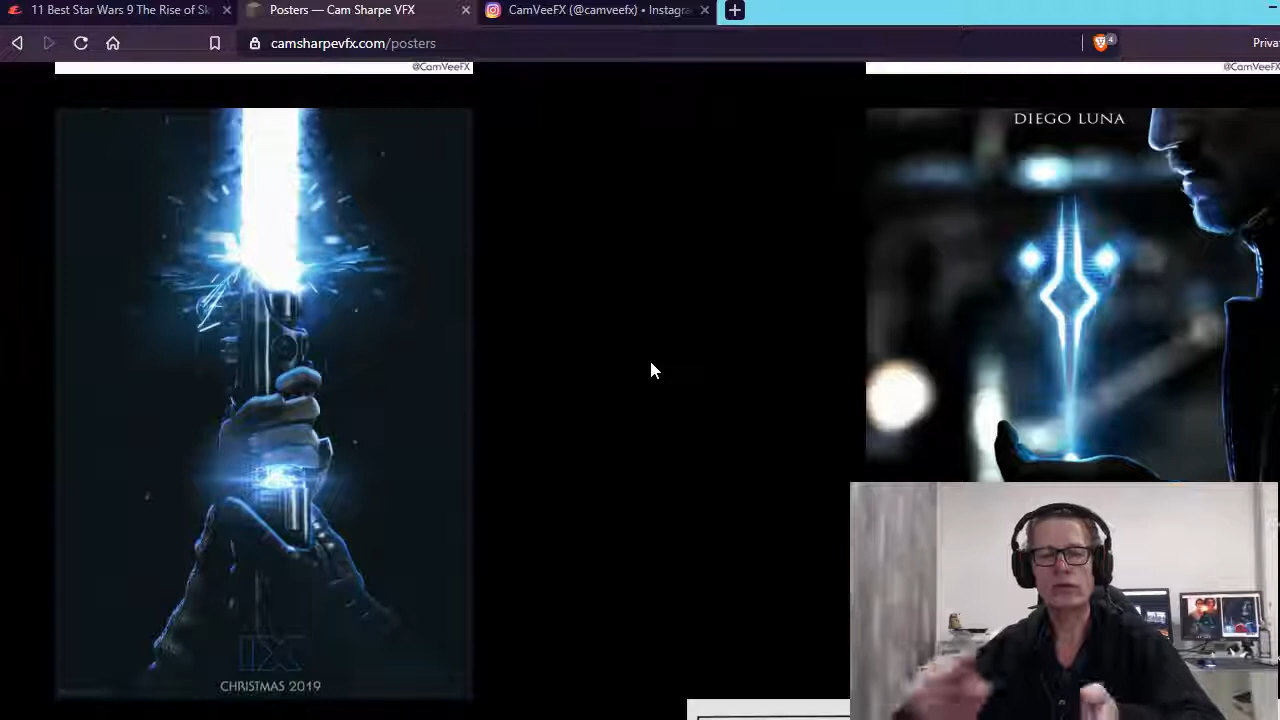 11 Best Star Wars 9 The Rise of Sk
Posters — Cam Sharpe VFX
CamVeeFX (@camveefx) • Instagra
camsharpevfx.com/posters
4
Priva
@CamVeeFX
@CamVeeFX
DIEGO LUNA
IX
CHRISTMAS 2019